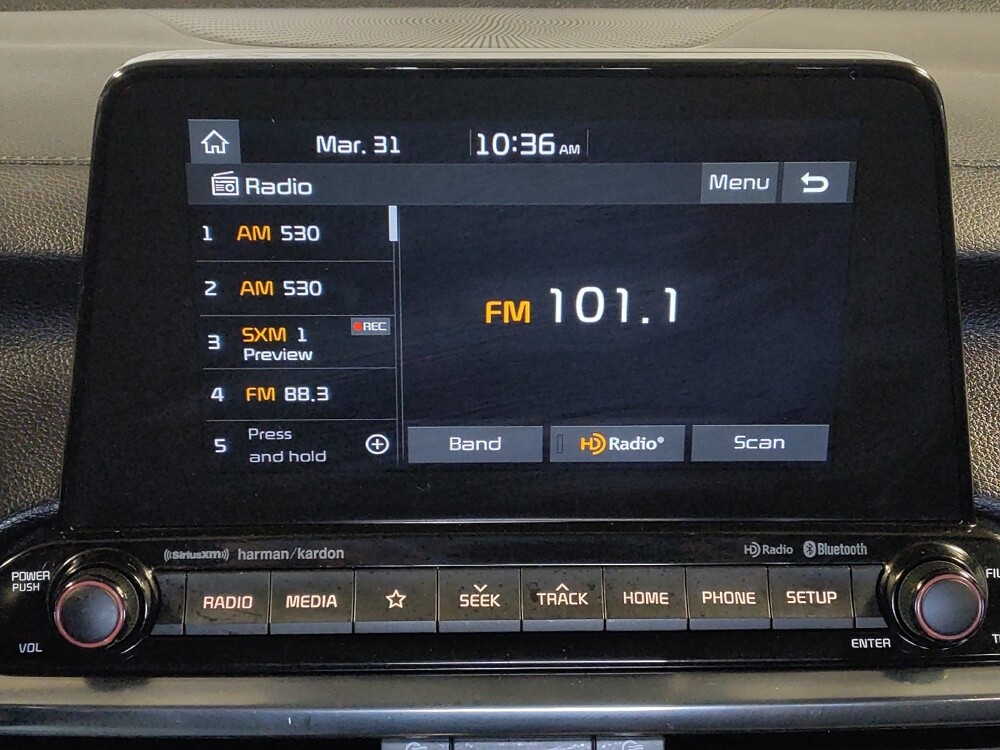 Mar. 31 10:36 AM
Radio Menu
1 AM 530
2 AM 530
3 SXM 1 REC
Preview
4 FM 88.3
5 Press
and hold
FM 101.1
Band HD Radio® Scan
((SiriusXM)) harman/kardon HD Radio Bluetooth
POWER
PUSH
VOL
RADIO MEDIA SEEK TRACK HOME PHONE SETUP
ENTER